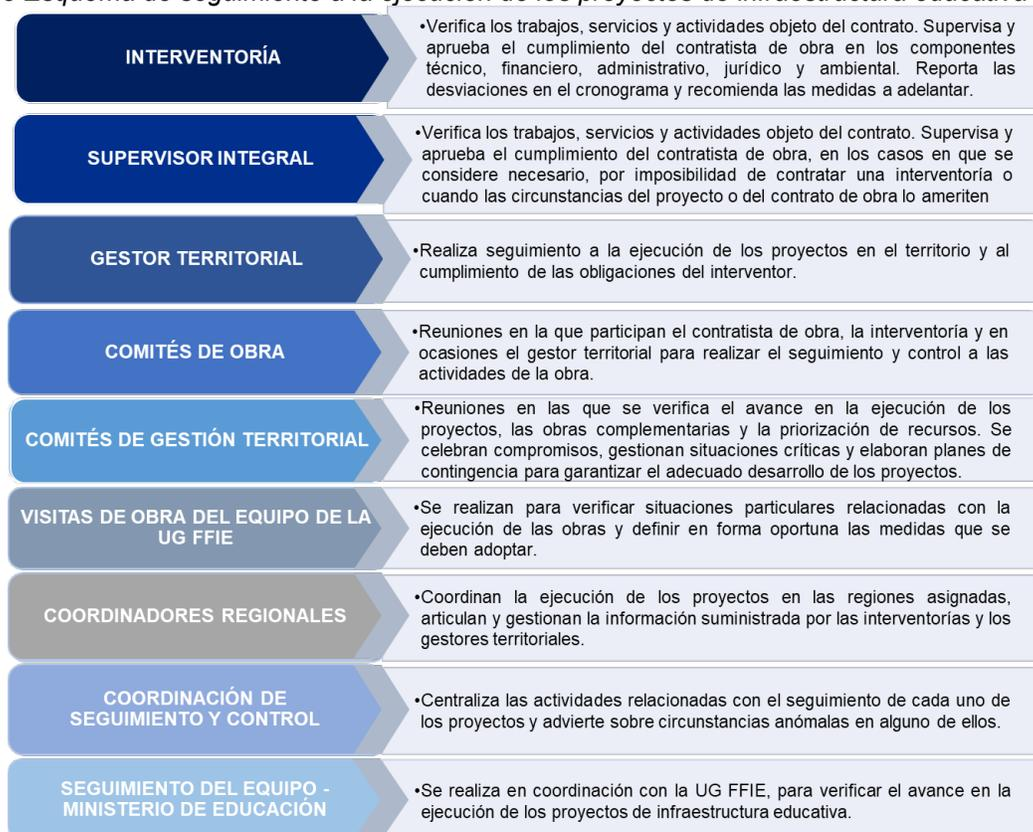 Esquema de seguimiento a la ejecución de los proyectos de infraestructura educativa
INTERVENTORÍA
•Verifica los trabajos, servicios y actividades objeto del contrato. Supervisa y
aprueba el cumplimiento del contratista de obra en los componentes
técnico, financiero, administrativo, jurídico y ambiental. Reporta las
desviaciones en el cronograma y recomienda las medidas a adelantar.
SUPERVISOR INTEGRAL
•Verifica los trabajos, servicios y actividades objeto del contrato. Supervisa y
aprueba el cumplimiento del contratista de obra, en los casos en que se
considere necesario, por imposibilidad de contratar una interventoría o
cuando las circunstancias del proyecto o del contrato de obra lo ameriten
GESTOR TERRITORIAL
•Realiza seguimiento a la ejecución de los proyectos en el territorio y al
cumplimiento de las obligaciones del interventor.
COMITÉS DE OBRA
•Reuniones en la que participan el contratista de obra, la interventoría y en
ocasiones el gestor territorial para realizar el seguimiento y control a las
actividades de la obra.
COMITÉS DE GESTIÓN TERRITORIAL
•Reuniones en las que se verifica el avance en la ejecución de los
proyectos, las obras complementarias y la priorización de recursos. Se
celebran compromisos, gestionan situaciones críticas y elaboran planes de
contingencia para garantizar el adecuado desarrollo de los proyectos.
VISITAS DE OBRA DEL EQUIPO DE LA
UG FFIE
•Se realizan para verificar situaciones particulares relacionadas con la
ejecución de las obras y definir en forma oportuna las medidas que se
deben adoptar.
COORDINADORES REGIONALES
•Coordinan la ejecución de los proyectos en las regiones asignadas,
articulan y gestionan la información suministrada por las interventorías y los
gestores territoriales.
COORDINACIÓN DE
SEGUIMIENTO Y CONTROL
•Centraliza las actividades relacionadas con el seguimiento de cada uno de
los proyectos y advierte sobre circunstancias anómalas en alguno de ellos.
SEGUIMIENTO DEL EQUIPO -
MINISTERIO DE EDUCACIÓN
•Se realiza en coordinación con la UG FFIE, para verificar el avance en la
ejecución de los proyectos de infraestructura educativa.